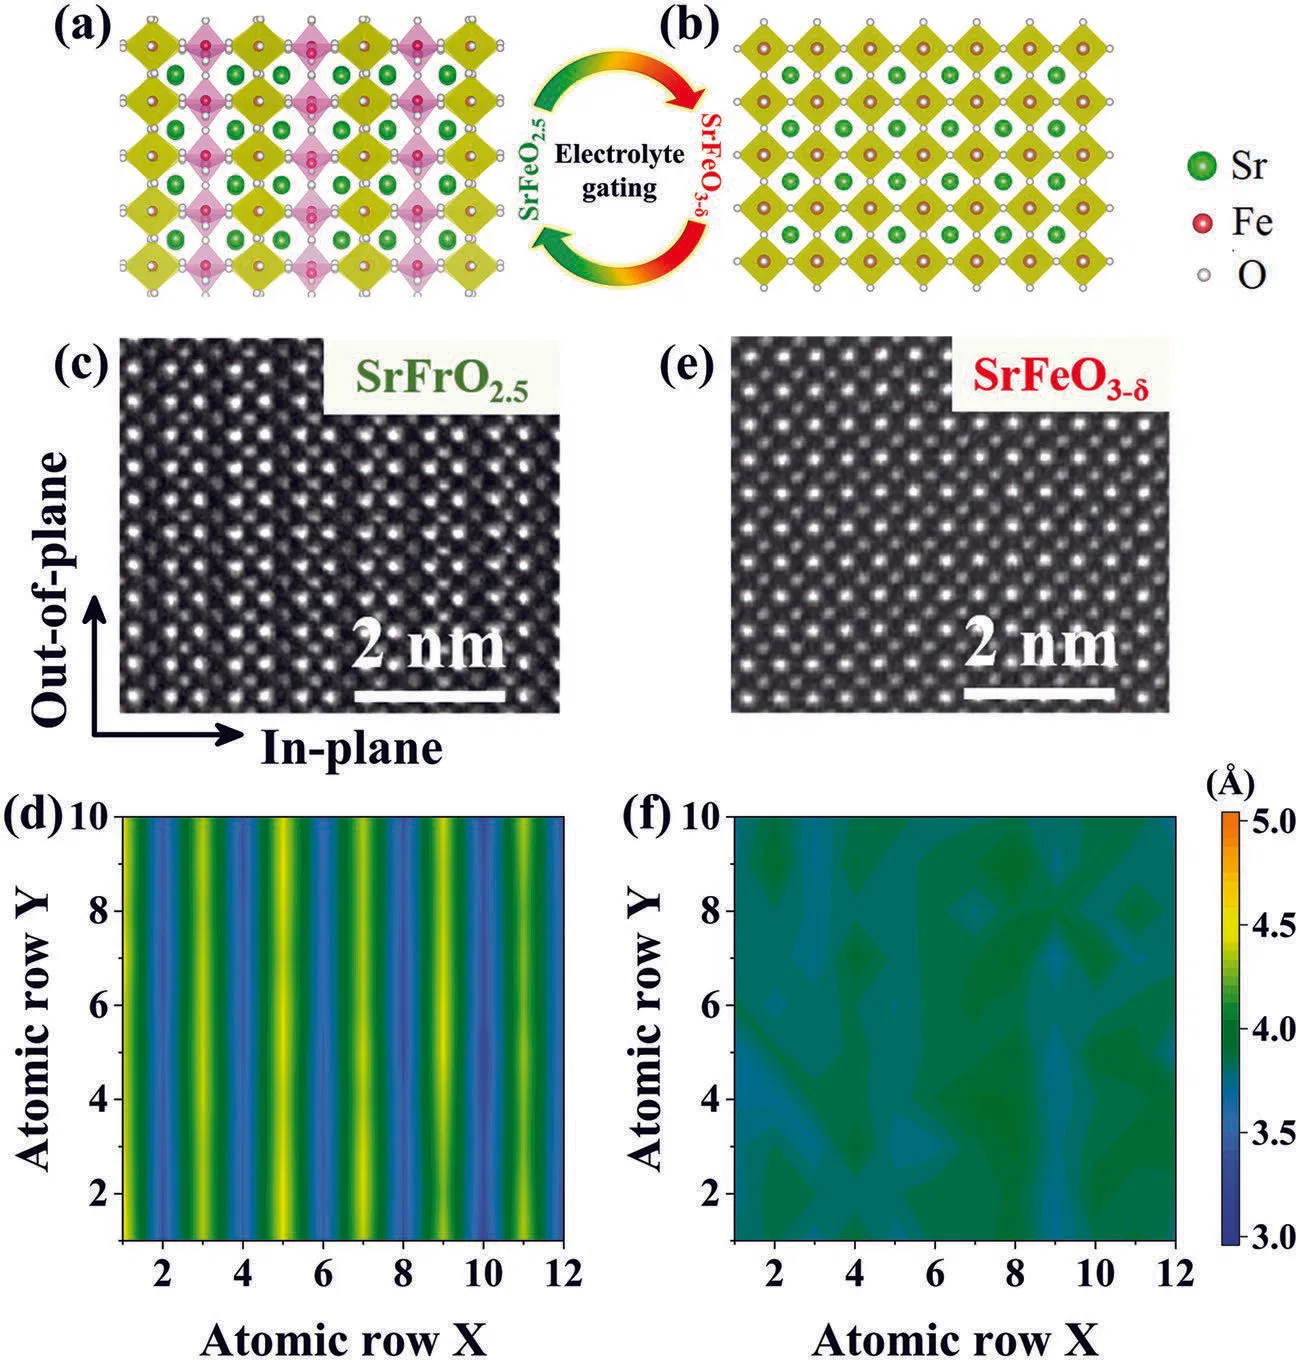 (a)
(b)
SrFeO2.5
Electrolyte
gating
SrFeO3-δ
Sr
Fe
O
(c)
SrFrO2.5
(e)
SrFeO3-δ
2 nm
2 nm
Out-of-plane
In-plane
(d)
(f)
(Å)
10
8
6
4
2
Atomic row Y
2 4 6 8 10 12
Atomic row X
10
8
6
4
2
Atomic row Y
2 4 6 8 10 12
Atomic row X
5.0
4.5
4.0
3.5
3.0